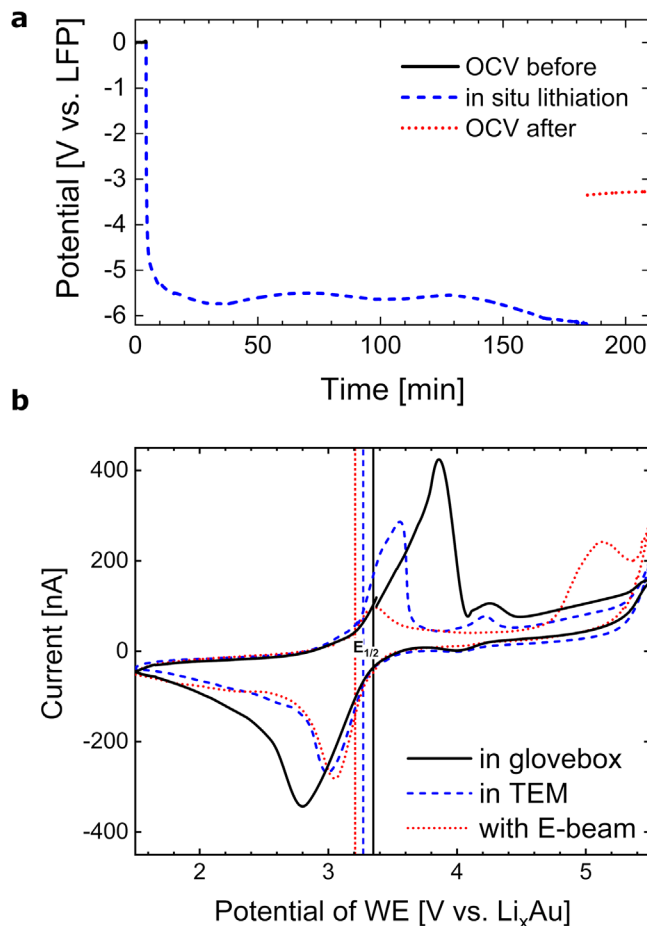 a
0
-1
-2
-3
-4
-5
-6
Potential [V vs. LFP]
OCV before
in situ lithiation
OCV after
0
50
100
150
200
Time [min]
b
400
200
0
-200
-400
Current [nA]
E1/2
in glovebox
in TEM
with E-beam
2
3
4
5
Potential of WE [V vs. LixAu]